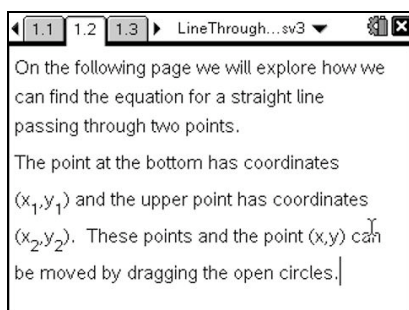 1.1 1.2 1.3 LineThrough...sv3
On the following page we will explore how we
can find the equation for a straight line
passing through two points.
The point at the bottom has coordinates
(x₁,y₁) and the upper point has coordinates
(x₂,y₂). These points and the point (x,y) can
be moved by dragging the open circles.